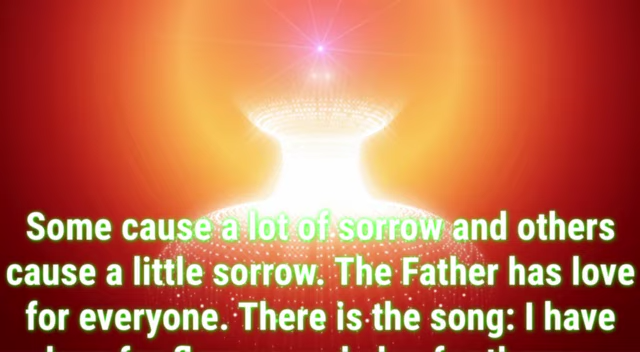 Some cause a lot of sorrow and others
cause a little sorrow. The Father has love
for everyone. There is the song: I have